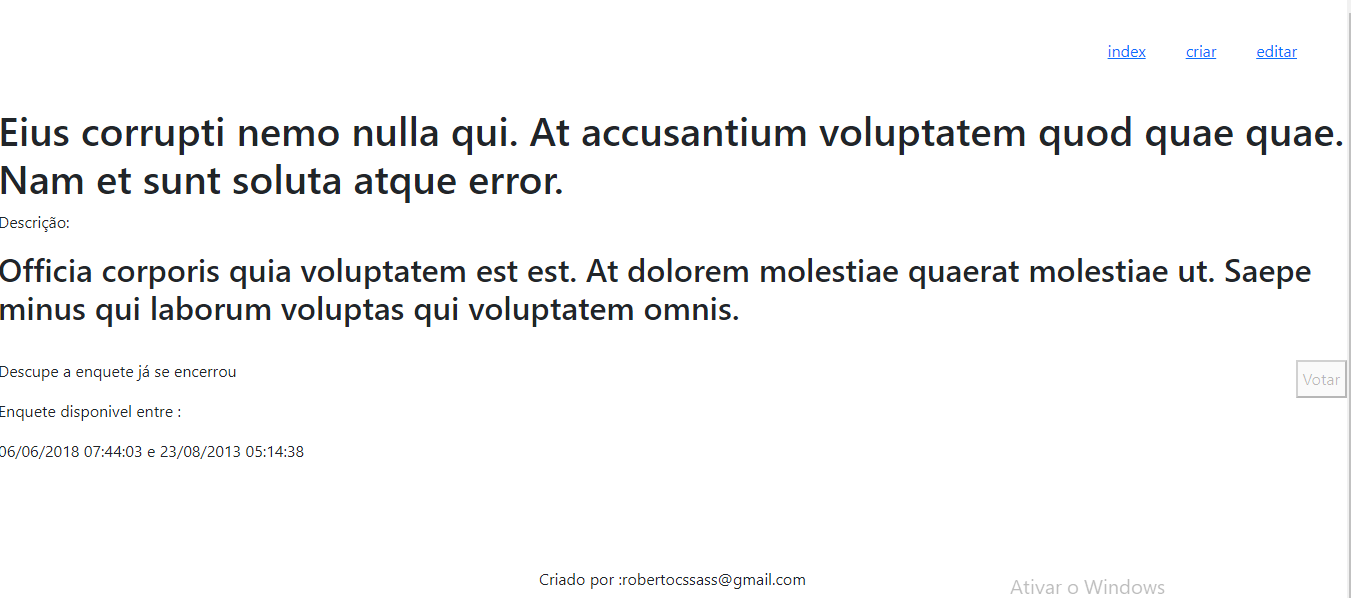 index criar editar
Eius corrupti nemo nulla qui. At accusantium voluptatem quod quae quae.
Nam et sunt soluta atque error.
Descrição:
Officia corporis quia voluptatem est est. At dolorem molestiae quaerat molestiae ut. Saepe
minus qui laborum voluptas qui voluptatem omnis.
Descupe a enquete já se encerrou
Votar
Enquete disponivel entre :
06/06/2018 07:44:03 e 23/08/2013 05:14:38
Criado por :robertocssass@gmail.com
Ativar o Windows